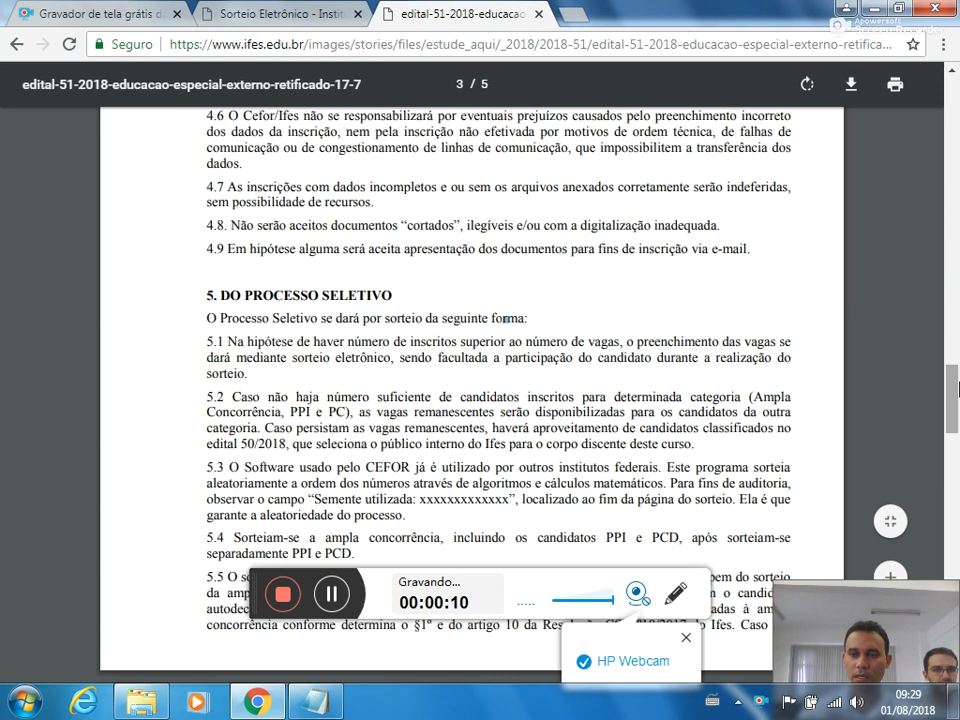 Gravador de tela grátis d
Sorteio Eletrônico - Instit
edital-51-2018-educacao
Apowersoft
Screen Recorder
Seguro
https://www.ifes.edu.br/images/stories/files/estude_aqui/_2018/2018-51/edital-51-2018-educacao-especial-externo-retifica...
edital-51-2018-educacao-especial-externo-retificado-17-7
3 / 5
4.6 O Cefor/Ifes não se responsabilizará por eventuais prejuízos causados pelo preenchimento incorreto
dos dados da inscrição, nem pela inscrição não efetivada por motivos de ordem técnica, de falhas de
comunicação ou de congestionamento de linhas de comunicação, que impossibilitem a transferência dos
dados.
4.7 As inscrições com dados incompletos e ou sem os arquivos anexados corretamente serão indeferidas,
sem possibilidade de recursos.
4.8. Não serão aceitos documentos “cortados”, ilegíveis e/ou com a digitalização inadequada.
4.9 Em hipótese alguma será aceita apresentação dos documentos para fins de inscrição via e-mail.
5. DO PROCESSO SELETIVO
O Processo Seletivo se dará por sorteio da seguinte forma:
5.1 Na hipótese de haver número de inscritos superior ao número de vagas, o preenchimento das vagas se
dará mediante sorteio eletrônico, sendo facultada a participação do candidato durante a realização do
sorteio.
5.2 Caso não haja número suficiente de candidatos inscritos para determinada categoria (Ampla
Concorrência, PPI e PC), as vagas remanescentes serão disponibilizadas para os candidatos da outra
categoria. Caso persistam as vagas remanescentes, haverá aproveitamento de candidatos classificados no
edital 50/2018, que seleciona o público interno do Ifes para o corpo discente deste curso.
5.3 O Software usado pelo CEFOR já é utilizado por outros institutos federais. Este programa sorteia
aleatoriamente a ordem dos números através de algoritmos e cálculos matemáticos. Para fins de auditoria,
observar o campo “Semente utilizada: xxxxxxxxxxxxx”, localizado ao fim da página do sorteio. Ela é que
garante a aleatoriedade do processo.
5.4 Sorteiam-se a ampla concorrência, incluindo os candidatos PPI e PCD, após sorteiam-se
separadamente PPI e PCD.
5.5 O so
do sorteio
da amp
o candid
autodec
à am
concorrência conforme determina o §1º e do artigo 10 da
do Ifes. Caso
Gravando...
00:00:10
HP Webcam
09:29
01/08/2018